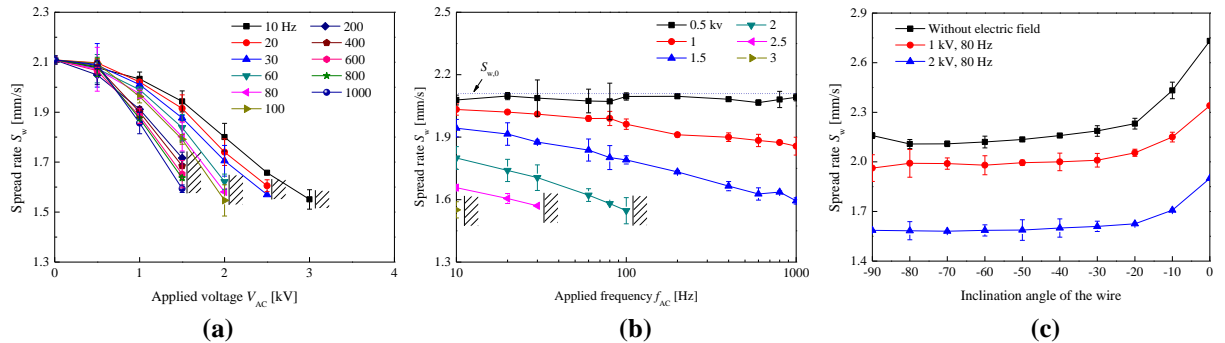 2.3
2.1
1.9
1.7
1.5
1.3
Spread rate Sw [mm/s]
10 Hz
20
30
60
80
100
200
400
600
800
1000
0 1 2 3 4
Applied voltage VAC [kV]
(a)
2.3
2.1
1.9
1.7
1.5
1.3
Spread rate Sw [mm/s]
0.5 kv
1
1.5
2
2.5
3
Sw,0
10 100 1000
Applied frequency fAC [Hz]
(b)
2.9
2.6
2.3
2.0
1.7
1.4
Spread rate Sw [mm/s]
Without electric field
1 kV, 80 Hz
2 kV, 80 Hz
-90 -80 -70 -60 -50 -40 -30 -20 -10 0
Inclination angle of the wire
(c)